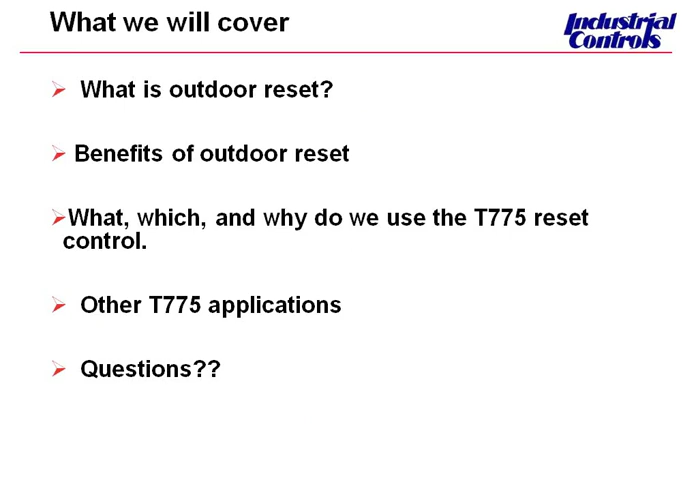 What we will cover
Industrial
Controls
What is outdoor reset?
Benefits of outdoor reset
What, which, and why do we use the T775 reset
control.
Other T775 applications
Questions??